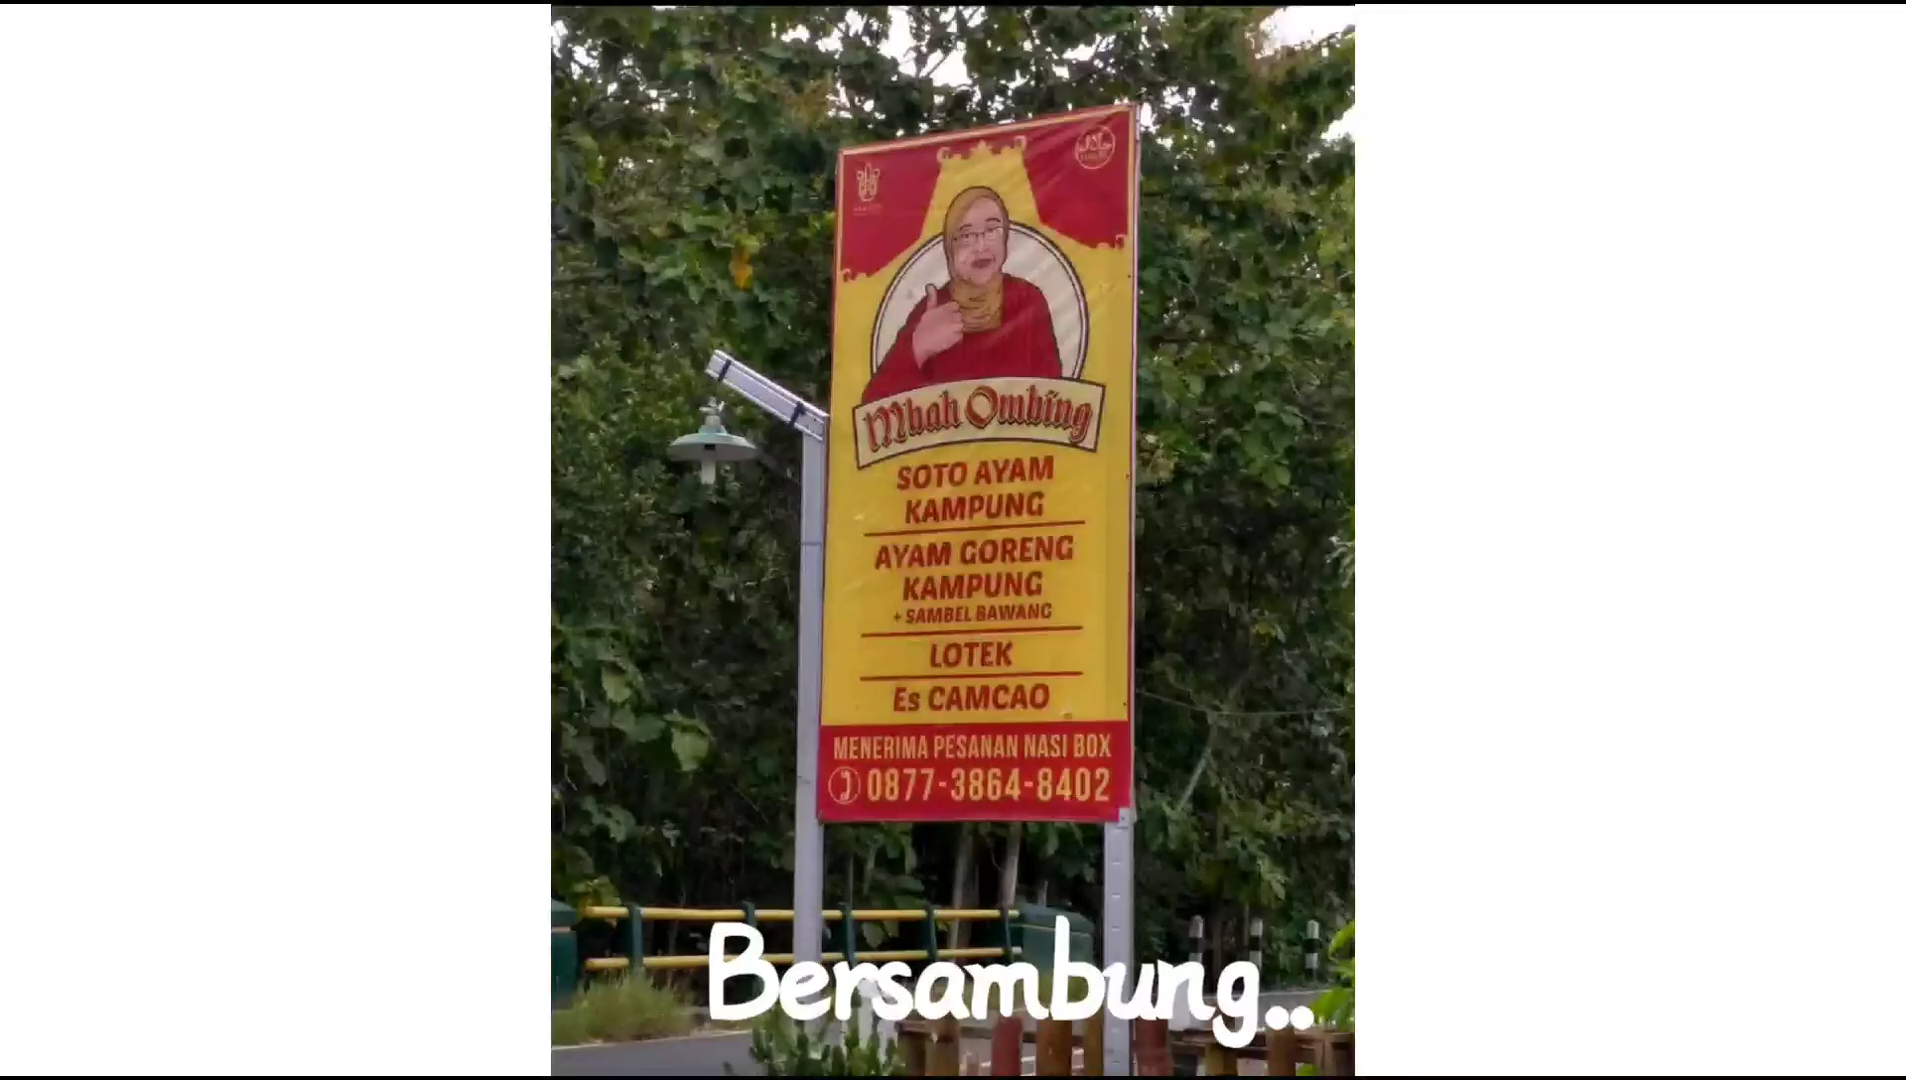 حلال
Mbah Ombing
SOTO AYAM
KAMPUNG
AYAM GORENG
KAMPUNG
+ SAMBEL BAWANG
LOTEK
Es CAMCAO
MENERIMA PESANAN NASI BOX
0877-3864-8402
Bersambung..